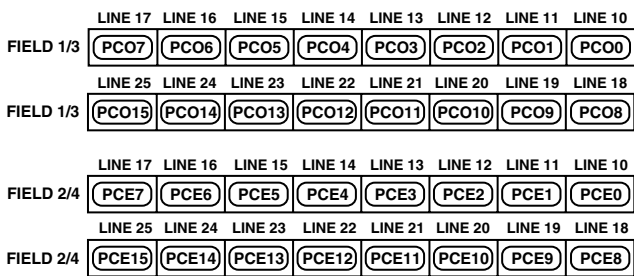 LINE 17 LINE 16 LINE 15 LINE 14 LINE 13 LINE 12 LINE 11 LINE 10
FIELD 1/3 PCO7 PCO6 PCO5 PCO4 PCO3 PCO2 PCO1 PCO0
LINE 25 LINE 24 LINE 23 LINE 22 LINE 21 LINE 20 LINE 19 LINE 18
FIELD 1/3 PCO15 PCO14 PCO13 PCO12 PCO11 PCO10 PCO9 PCO8
LINE 17 LINE 16 LINE 15 LINE 14 LINE 13 LINE 12 LINE 11 LINE 10
FIELD 2/4 PCE7 PCE6 PCE5 PCE4 PCE3 PCE2 PCE1 PCE0
LINE 25 LINE 24 LINE 23 LINE 22 LINE 21 LINE 20 LINE 19 LINE 18
FIELD 2/4 PCE15 PCE14 PCE13 PCE12 PCE11 PCE10 PCE9 PCE8